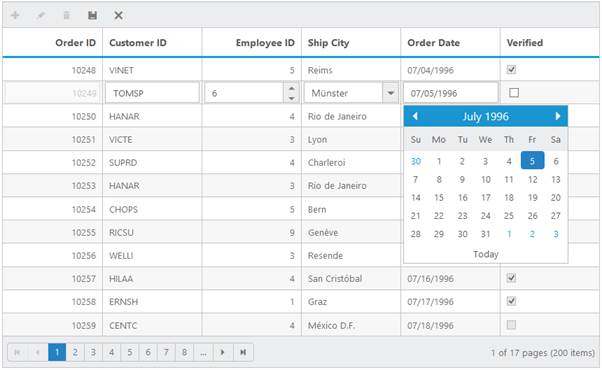 Order ID Customer ID Employee ID Ship City Order Date Verified
10248 VINET 5 Reims 07/04/1996
10249 TOMSP 6 Münster 07/05/1996
10250 HANAR 4 Rio de Janeiro
10251 VICTE 3 Lyon
10252 SUPRD 4 Charleroi
10253 HANAR 3 Rio de Janeiro
10254 CHOPS 5 Bern
10255 RICSU 9 Genève
10256 WELLI 3 Resende
10257 HILAA 4 San Cristóbal 07/16/1996
10258 ERNSH 1 Graz 07/17/1996
10259 CENTC 4 México D.F. 07/18/1996
July 1996
Su Mo Tu We Th Fr Sa
30 1 2 3 4 5 6
7 8 9 10 11 12 13
14 15 16 17 18 19 20
21 22 23 24 25 26 27
28 29 30 31 1 2 3
Today
1 2 3 4 5 6 7 8 ... 1 of 17 pages (200 items)